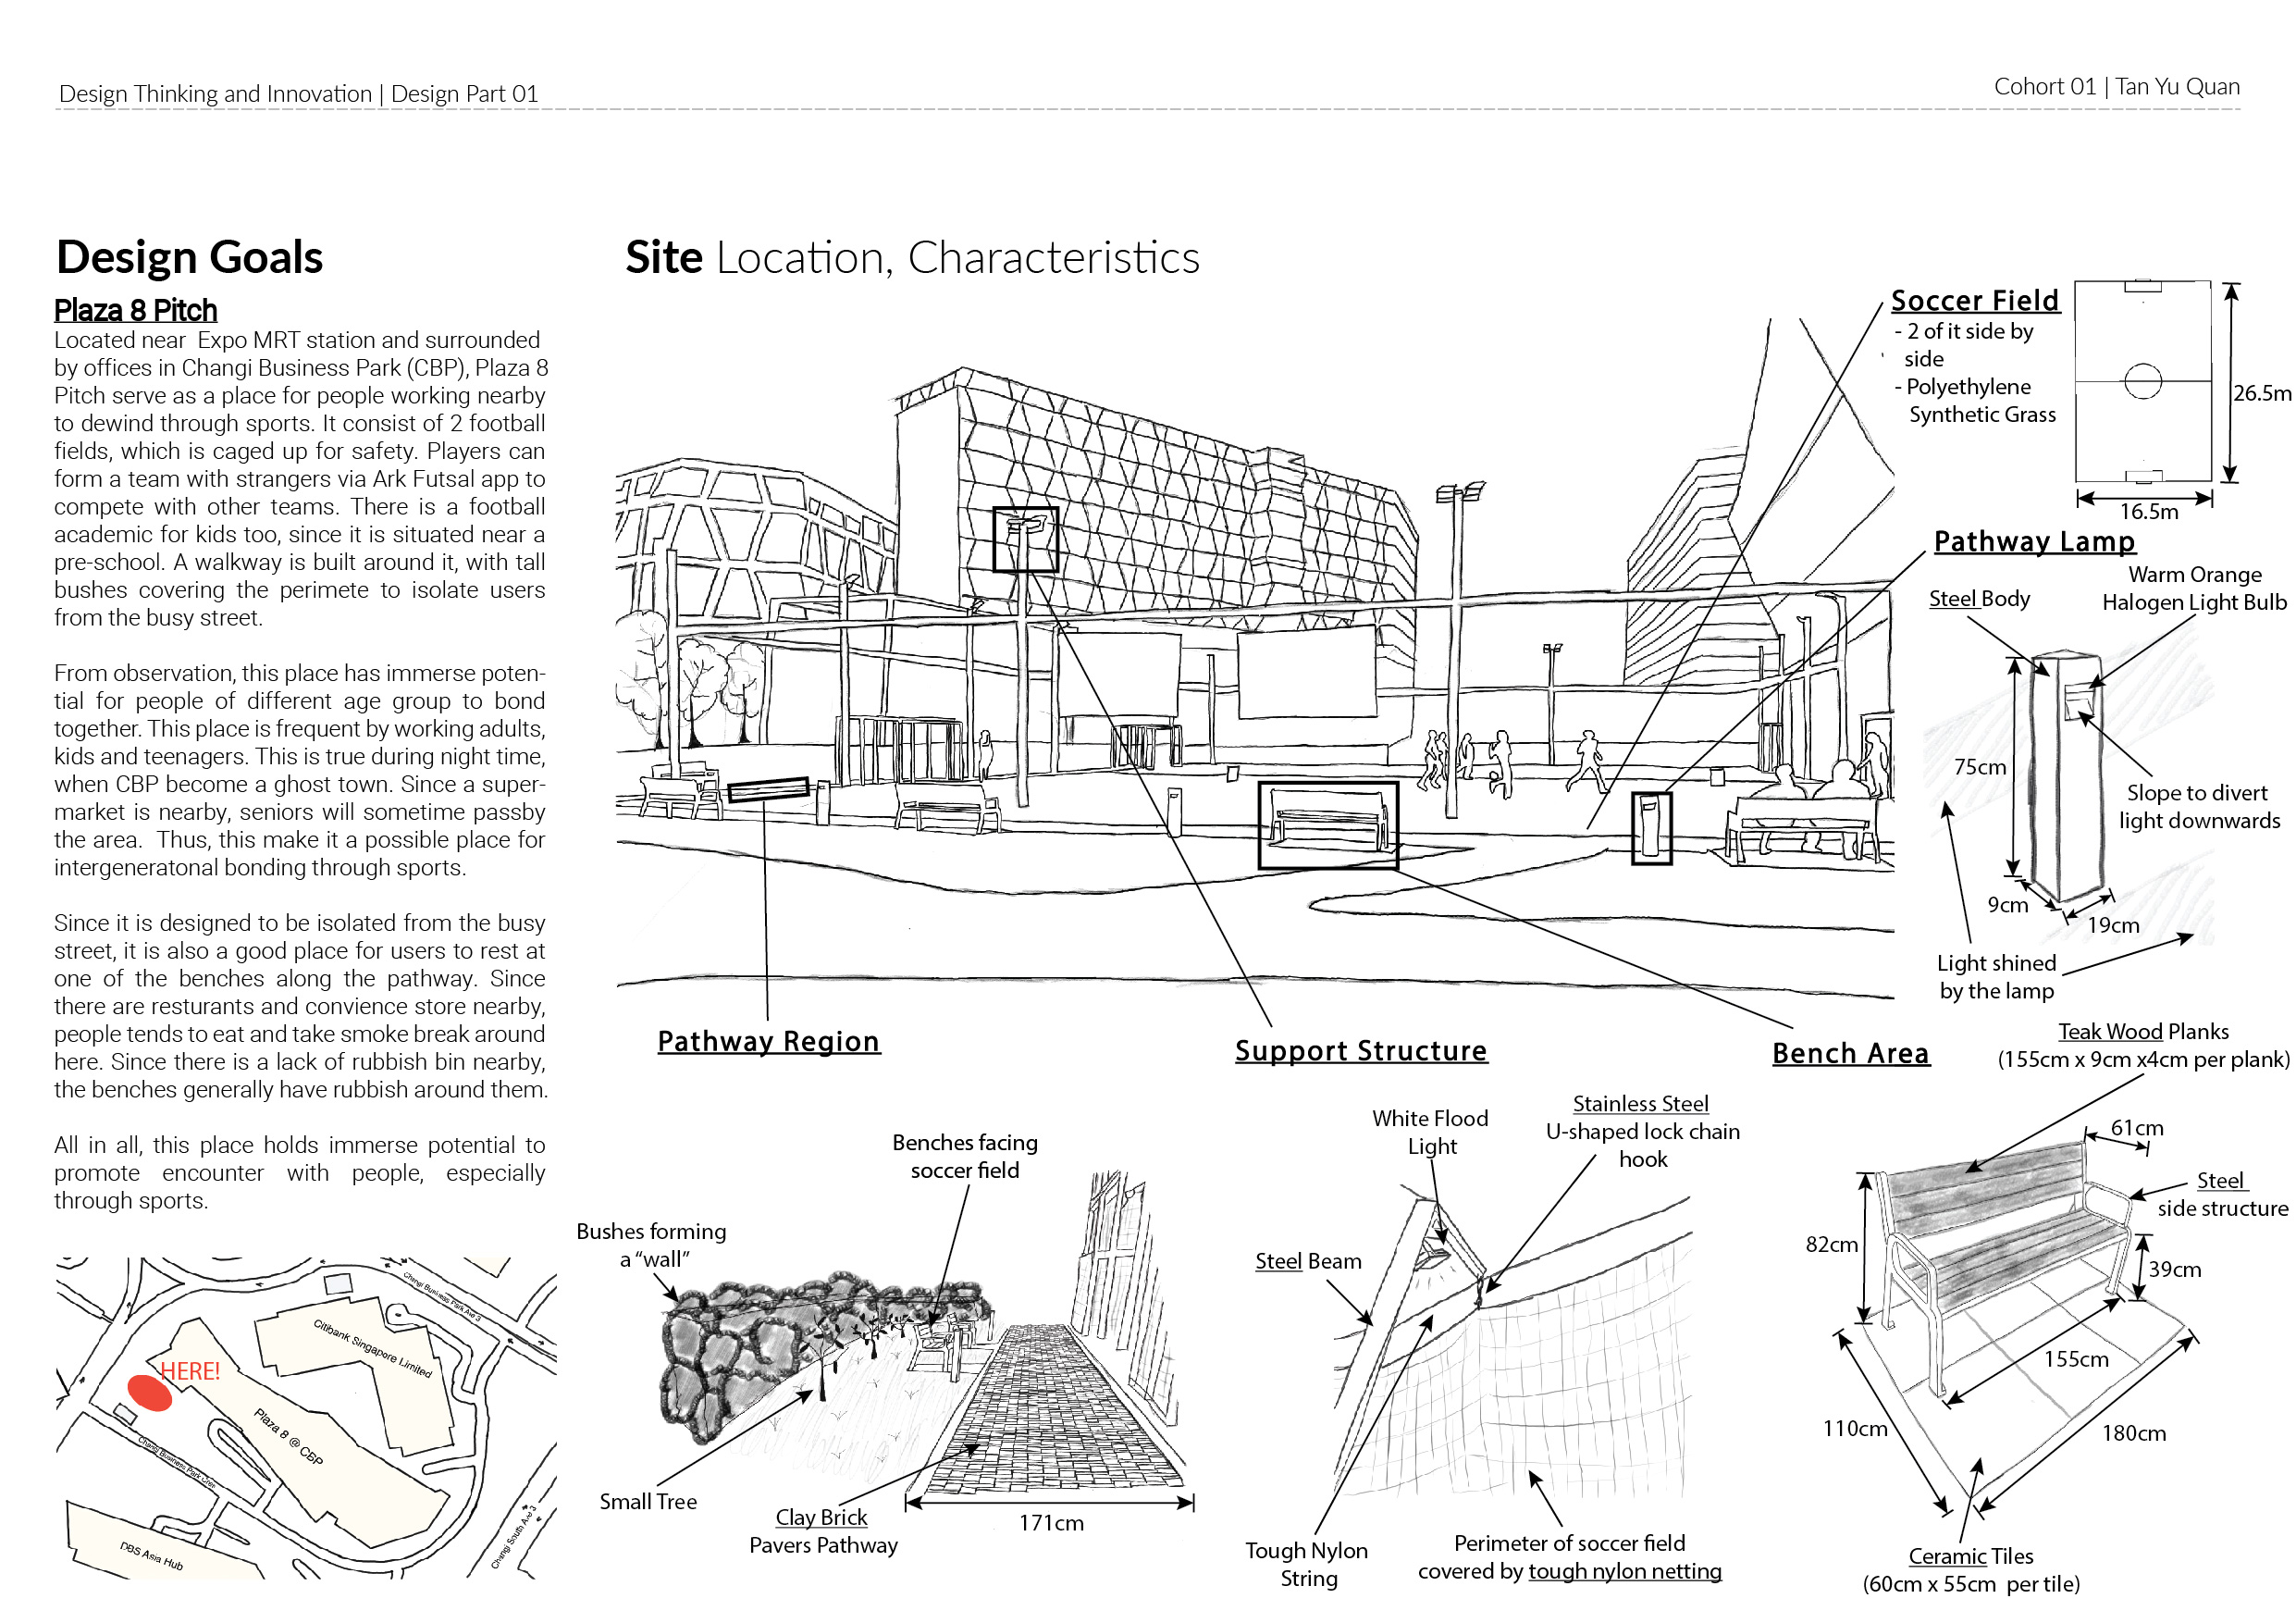 Design Thinking and Innovation | Design Part 01
Cohort 01 | Tan Yu Quan
Design Goals
Plaza 8 Pitch
Located near Expo MRT station and surrounded
by offices in Changi Business Park (CBP), Plaza 8
Pitch serve as a place for people working nearby
to dewind through sports. It consist of 2 football
fields, which is caged up for safety. Players can
form a team with strangers via Ark Futsal app to
compete with other teams. There is a football
academic for kids too, since it is situated near a
pre-school. A walkway is built around it, with tall
bushes covering the perimete to isolate users
from the busy street.
From observation, this place has immerse poten-
tial for people of different age group to bond
together. This place is frequent by working adults,
kids and teenagers. This is true during night time,
when CBP become a ghost town. Since a super-
market is nearby, seniors will sometime passby
the area. Thus, this make it a possible place for
intergeneratonal bonding through sports.
Since it is designed to be isolated from the busy
street, it is also a good place for users to rest at
one of the benches along the pathway. Since
there are resturants and convience store nearby,
people tends to eat and take smoke break around
here. Since there is a lack of rubbish bin nearby,
the benches generally have rubbish around them.
All in all, this place holds immerse potential to
promote encounter with people, especially
through sports.
Changi Business Park Ave 3
Citibank Singapore Limited
HERE!
Plaza 8 @ CBP
Changi Business Park Cres
DBS Asia Hub
Changi South Ave 1
Site Location, Characteristics
Soccer Field
- 2 of it side by
side
- Polyethylene
Synthetic Grass
26.5m
16.5m
Pathway Lamp
Warm Orange
Halogen Light Bulb
Steel Body
75cm
Slope to divert
light downwards
9cm
19cm
Light shined
by the lamp
Pathway Region
Benches facing
soccer field
Bushes forming
a “wall”
Small Tree
Clay Brick
Pavers Pathway
171cm
Support Structure
White Flood
Light
Stainless Steel
U-shaped lock chain
hook
Steel Beam
Tough Nylon
String
Perimeter of soccer field
covered by tough nylon netting
Bench Area
Teak Wood Planks
(155cm x 9cm x4cm per plank)
61cm
Steel
side structure
82cm
39cm
155cm
110cm
180cm
Ceramic Tiles
(60cm x 55cm per tile)